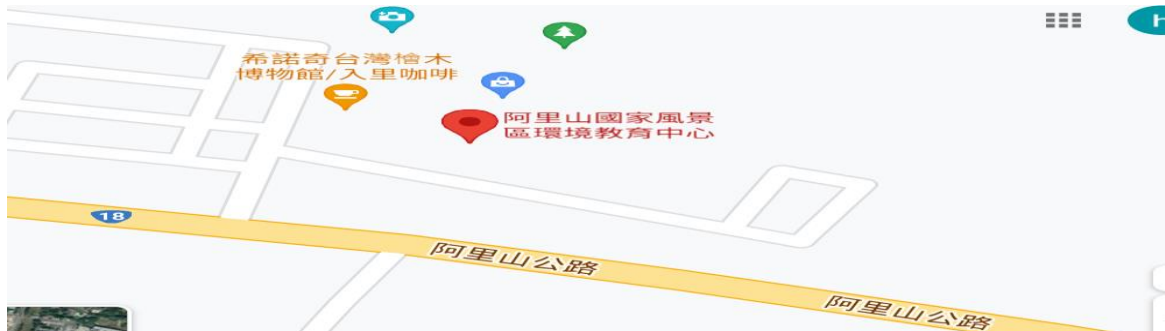 h
希諾奇台灣檜木
博物館/入里咖啡
阿里山國家風景
區環境教育中心
18
阿里山公路
阿里山公路